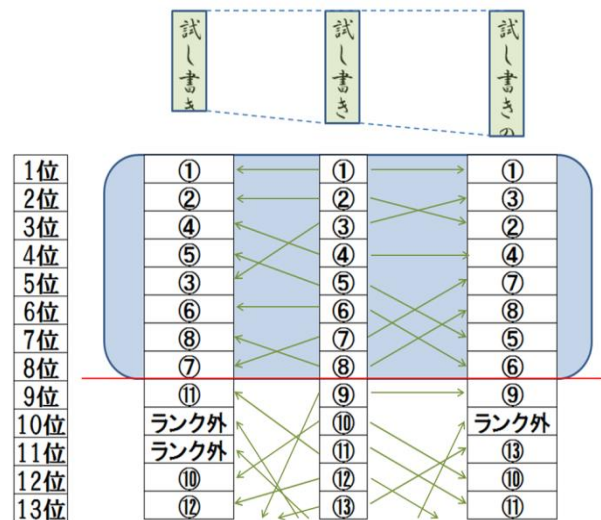 試し書き 試し書き 試し書きの
1位 ① ① ①
2位 ② ② ③
3位 ④ ③ ②
4位 ⑤ ④ ④
5位 ③ ⑤ ⑦
6位 ⑥ ⑥ ⑧
7位 ⑧ ⑦ ⑤
8位 ⑦ ⑧ ⑥
9位 ⑪ ⑨ ⑨
10位 ランク外 ⑩ ランク外
11位 ランク外 ⑪ ⑬
12位 ⑩ ⑫ ⑩
13位 ⑫ ⑬ ⑪